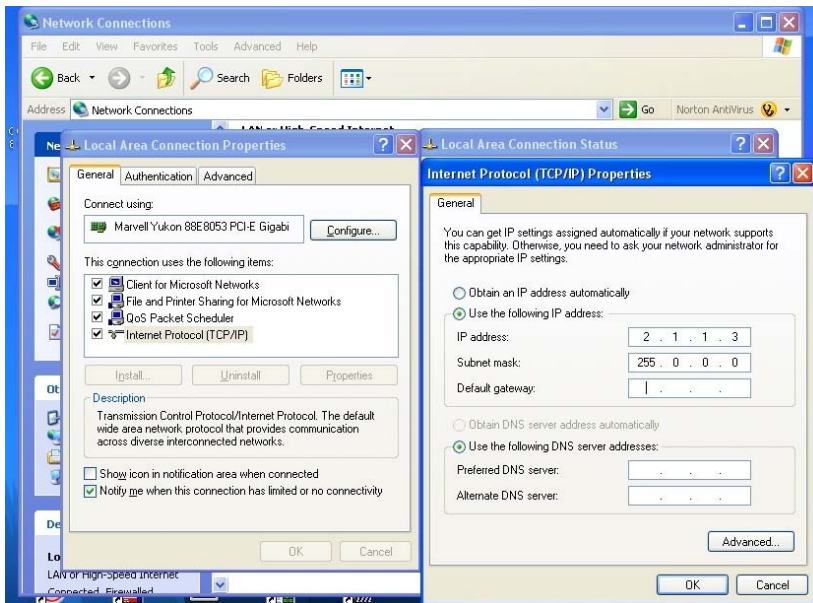 Network Connections
File Edit View Favorites Tools Advanced Help
Back Search Folders
Address Network Connections Go Norton AntiVirus
LAN or High-Speed Internet
Ne
Local Area Connection Properties
General Authentication Advanced
Connect using:
Marvell Yukon 88E8053 PCI-E Gigabi Configure...
This connection uses the following items:
Client for Microsoft Networks
File and Printer Sharing for Microsoft Networks
QoS Packet Scheduler
Internet Protocol (TCP/IP)
Install... Uninstall Properties
Description
Transmission Control Protocol/Internet Protocol. The default
wide area network protocol that provides communication
across diverse interconnected networks.
Show icon in notification area when connected
Notify me when this connection has limited or no connectivity
OK Cancel
Ot
De
Lo
LAN or High-Speed Internet
Connected, Firewalled
Local Area Connection Status
Internet Protocol (TCP/IP) Properties
General
You can get IP settings assigned automatically if your network supports
this capability. Otherwise, you need to ask your network administrator for
the appropriate IP settings.
Obtain an IP address automatically
Use the following IP address:
IP address: 2 . 1 . 1 . 3
Subnet mask: 255 . 0 . 0 . 0
Default gateway: . . .
Obtain DNS server address automatically
Use the following DNS server addresses:
Preferred DNS server: . . .
Alternate DNS server: . . .
Advanced...
OK Cancel